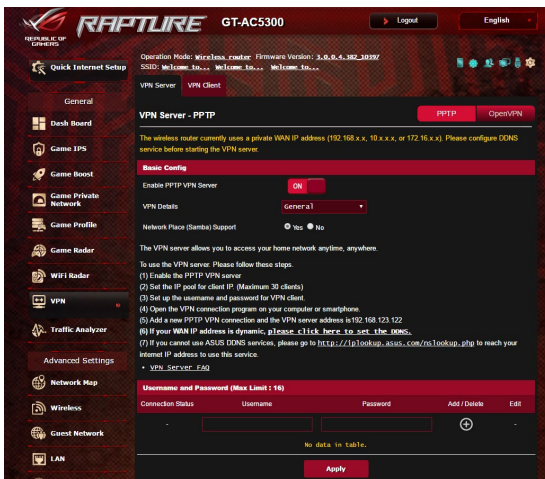 REPUBLIC OF
GAMERS
RAPTURE
GT-AC5300
Logout
English
Operation Mode: Wireless router Firmware Version: 3.0.0.4.382_10397
SSID: Welcome to... Welcome to... Welcome to...
Quick Internet Setup
VPN Server VPN Client
General
Dash Board
Game IPS
Game Boost
Game Private
Network
Game Profile
Game Radar
WiFi Radar
VPN
Traffic Analyzer
Advanced Settings
Network Map
Wireless
Guest Network
LAN
VPN Server - PPTP
PPTP OpenVPN
The wireless router currently uses a private WAN IP address (192.168.x.x, 10.x.x.x, or 172.16.x.x). Please configure DDNS
service before starting the VPN server.
Basic Config
Enable PPTP VPN Server ON
VPN Details General
Network Place (Samba) Support Yes No
The VPN server allows you to access your home network anytime, anywhere.
To use the VPN server. Please follow these steps.
(1) Enable the PPTP VPN server
(2) Set the IP pool for client IP. (Maximum 30 clients)
(3) Set up the username and password for VPN client.
(4) Open the VPN connection program on your computer or smartphone.
(5) Add a new PPTP VPN connection and the VPN server address is192.168.123.122
(6) If your WAN IP address is dynamic, please click here to set the DDNS.
(7) If you cannot use ASUS DDNS services, please go to http://iplookup.asus.com/nslookup.php to reach your
internet IP address to use this service.
• VPN Server FAQ
Username and Password (Max Limit : 16)
Connection Status Username Password Add / Delete Edit
- -
No data in table.
Apply